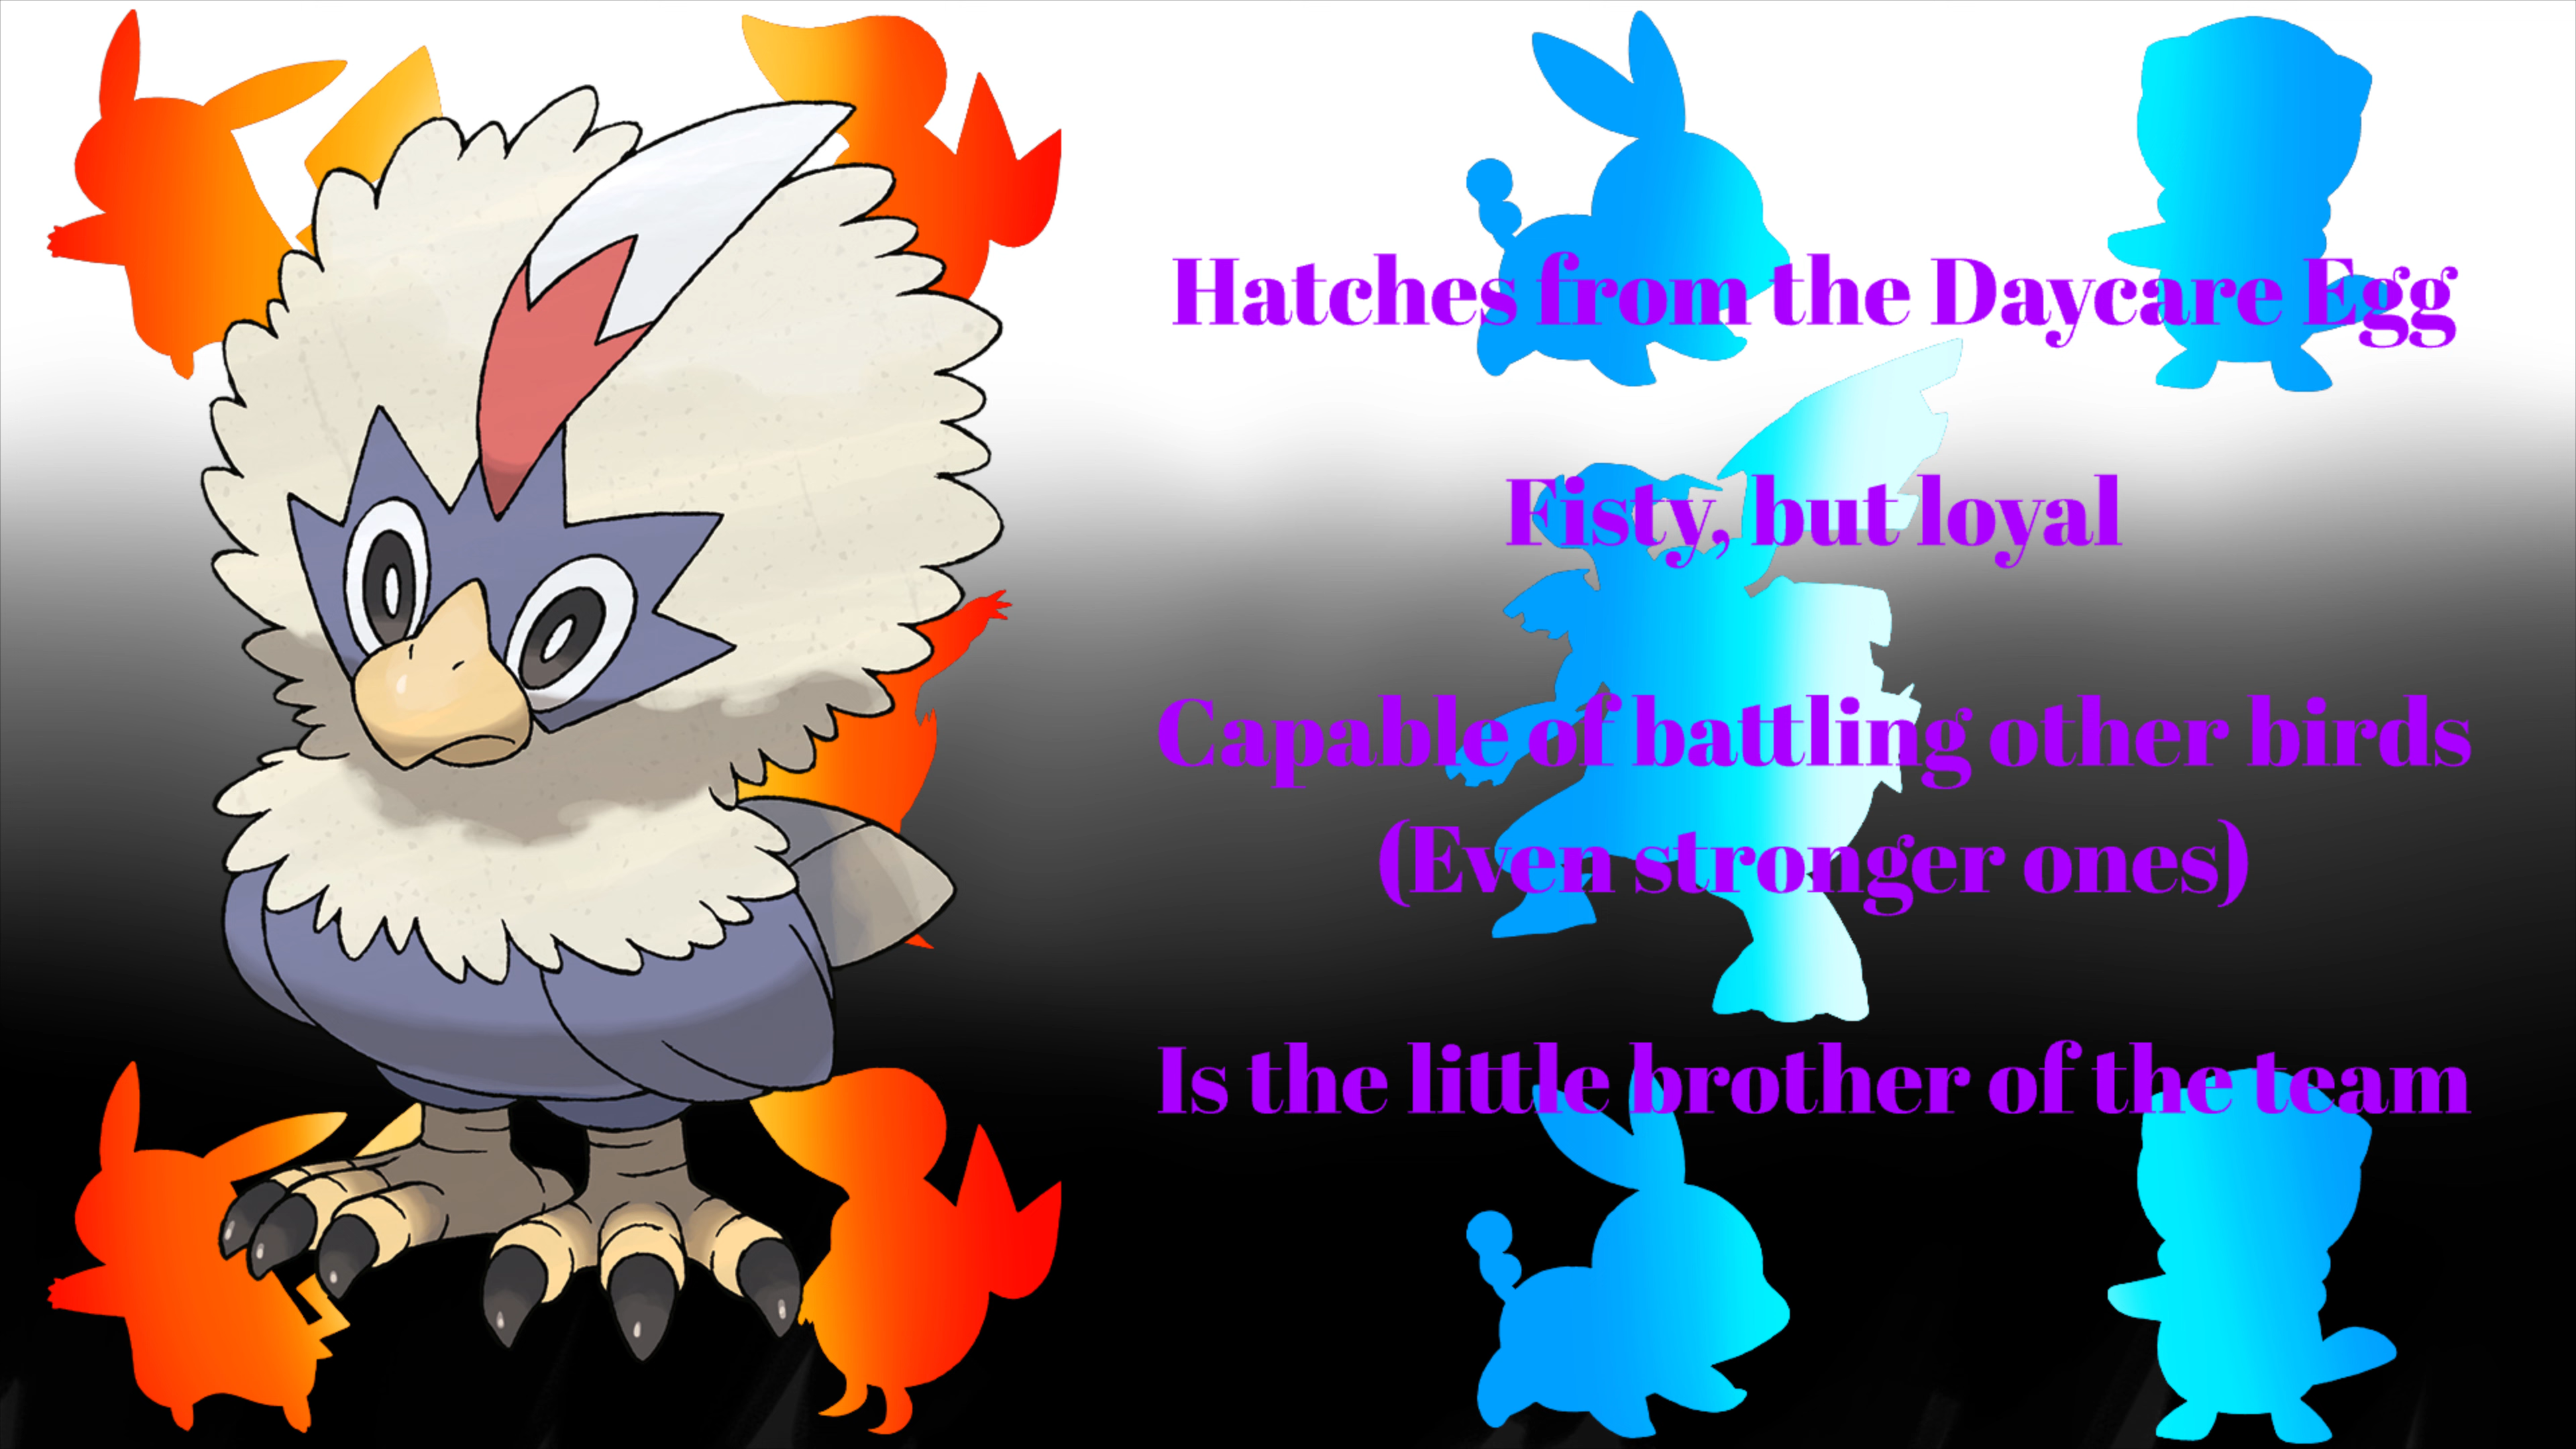 Hatches from the Daycare Egg
Fisty, but loyal
Capable of battling other birds
(Even stronger ones)
Is the little brother of the team